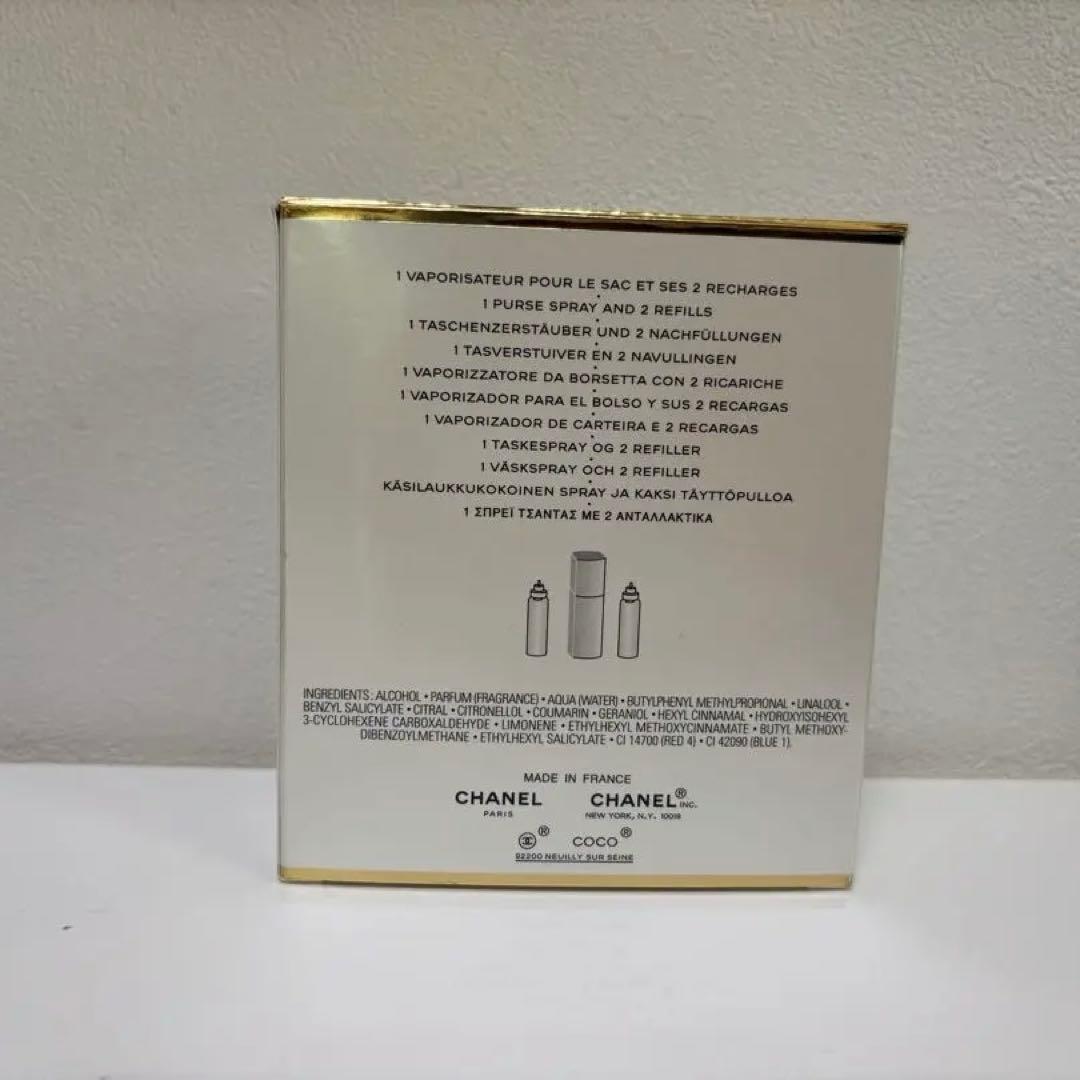 1 VAPORISATEUR POUR LE SAC ET SES 2 RECHARGES
1 PURSE SPRAY AND 2 REFILLS
1 TASCHENZERSTÄUBER UND 2 NACHFÜLLUNGEN
1 TASVERSTUIVER EN 2 NAVULLINGEN
1 VAPORIZZATORE DA BORSETTA CON 2 RICARICHE
1 VAPORIZADOR PARA EL BOLSO Y SUS 2 RECARGAS
1 VAPORIZADOR DE CARTEIRA E 2 RECARGAS
1 TASKESPRAY OG 2 REFILLER
1 VÄSKSPRAY OCH 2 REFILLER
KÄSILAUKKUKOKOINEN SPRAY JA KAKSI TÄYTTÖPULLOA
1 ΣΠΡΕΪ ΤΣΑΝΤΑΣ ΜΕ 2 ΑΝΤΑΛΛΑΚΤΙΚΑ
INGREDIENTS: ALCOHOL • PARFUM (FRAGRANCE) • AQUA (WATER) • BUTYLPHENYL METHYLPROPIONAL • LINALOOL •
BENZYL SALICYLATE • CITRAL • CITRONELLOL • COUMARIN • GERANIOL • HEXYL CINNAMAL • HYDROXYISOHEXYL
3-CYCLOHEXENE CARBOXALDEHYDE • LIMONENE • ETHYLHEXYL METHOXYCINNAMATE • BUTYL METHOXY-
DIBENZOYLMETHANE • ETHYLHEXYL SALICYLATE • CI 14700 (RED 4) • CI 42090 (BLUE 1).
MADE IN FRANCE
CHANEL CHANEL® INC.
PARIS NEW YORK, N.Y. 10019
® COCO®
92200 NEUILLY SUR SEINE